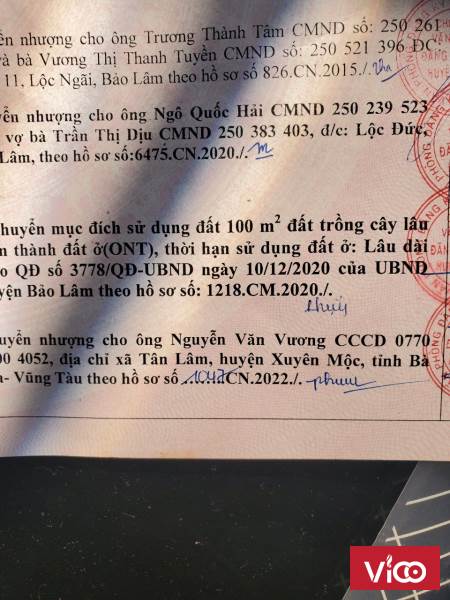 ển nhượng cho ông Trương Thành Tâm CMND số: 250 261
và bà Vương Thị Thanh Tuyền CMND số: 250 521 396 ĐC:
11, Lộc Ngãi, Bảo Lâm theo hồ sơ số 826.CN.2015./.
yển nhượng cho ông Ngô Quốc Hải CMND 250 239 523
vợ bà Trần Thị Dịu CMND 250 383 403, đ/c: Lộc Đức,
Lâm, theo hồ sơ số:6475.CN.2020./.
huyển mục đích sử dụng đất 100 m² đất trồng cây lâu
n thành đất ở(ONT), thời hạn sử dụng đất ở: Lâu dài
o QĐ số 3778/QĐ-UBND ngày 10/12/2020 của UBND
yện Bảo Lâm theo hồ sơ số: 1218.CM.2020./.
uyển nhượng cho ông Nguyễn Văn Vương CCCD 0770
00 4052, địa chỉ xã Tân Lâm, huyện Xuyên Mộc, tỉnh Bà
a- Vũng Tàu theo hồ sơ số CN.2022./.
VICO